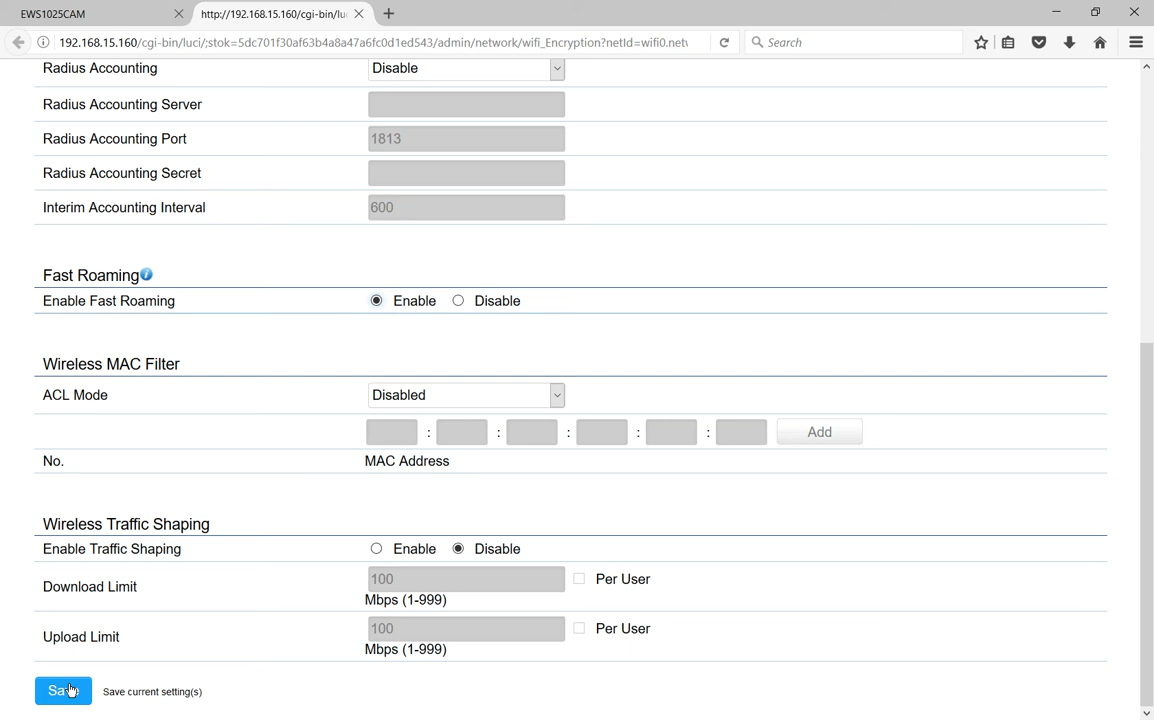 EWS1025CAM
http://192.168.15.160/cgi-bin/lu
192.168.15.160/cgi-bin/luci/;stok=5dc701f30af63b4a8a47a6fc0d1ed543/admin/network/wifi_Encryption?netId=wifi0.netw
Search
Radius Accounting Disable
Radius Accounting Server
Radius Accounting Port 1813
Radius Accounting Secret
Interim Accounting Interval 600
Fast Roaming
Enable Fast Roaming Enable Disable
Wireless MAC Filter
ACL Mode Disabled
: : : : : Add
No. MAC Address
Wireless Traffic Shaping
Enable Traffic Shaping Enable Disable
Download Limit 100 Per User
Mbps (1-999)
Upload Limit 100 Per User
Mbps (1-999)
Save Save current setting(s)